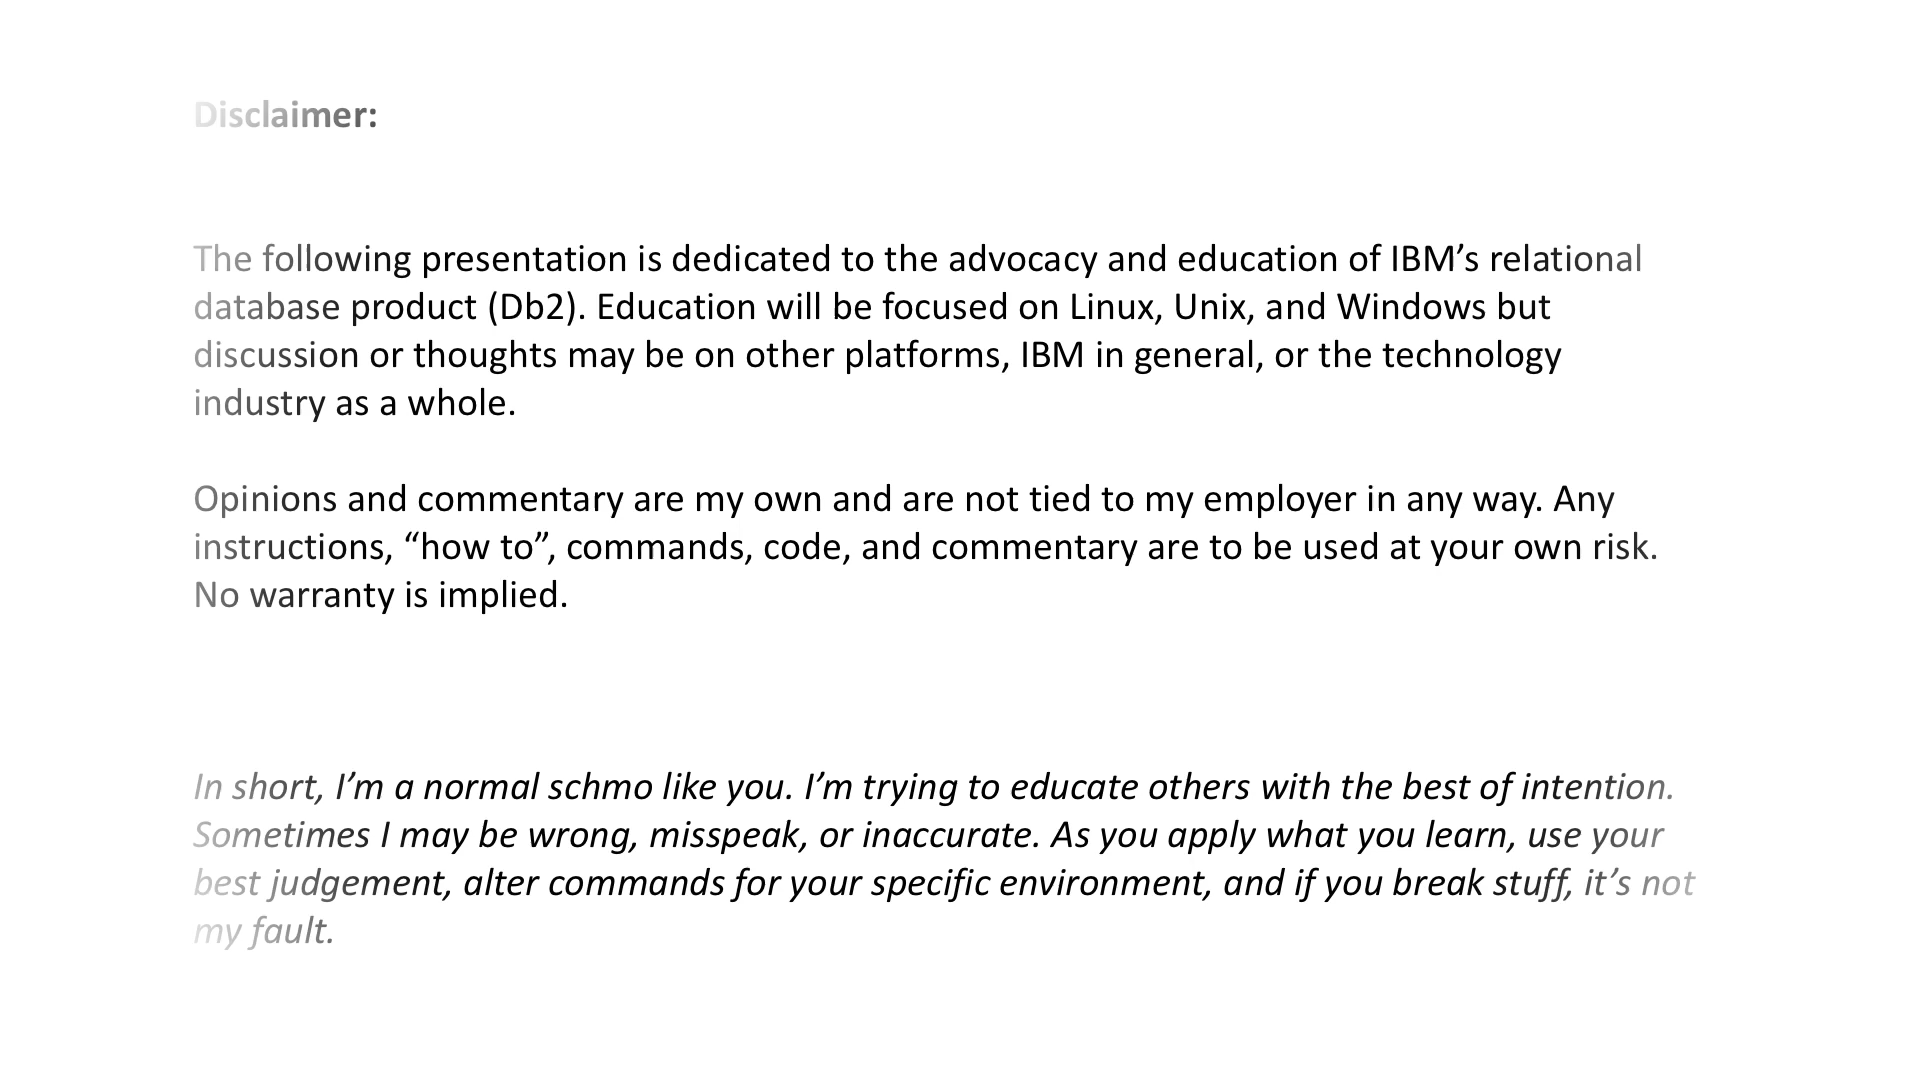 Disclaimer:
The following presentation is dedicated to the advocacy and education of IBM’s relational
database product (Db2). Education will be focused on Linux, Unix, and Windows but
discussion or thoughts may be on other platforms, IBM in general, or the technology
industry as a whole.
Opinions and commentary are my own and are not tied to my employer in any way. Any
instructions, “how to”, commands, code, and commentary are to be used at your own risk.
No warranty is implied.
In short, I’m a normal schmo like you. I’m trying to educate others with the best of intention.
Sometimes I may be wrong, misspeak, or inaccurate. As you apply what you learn, use your
best judgement, alter commands for your specific environment, and if you break stuff, it’s not
my fault.